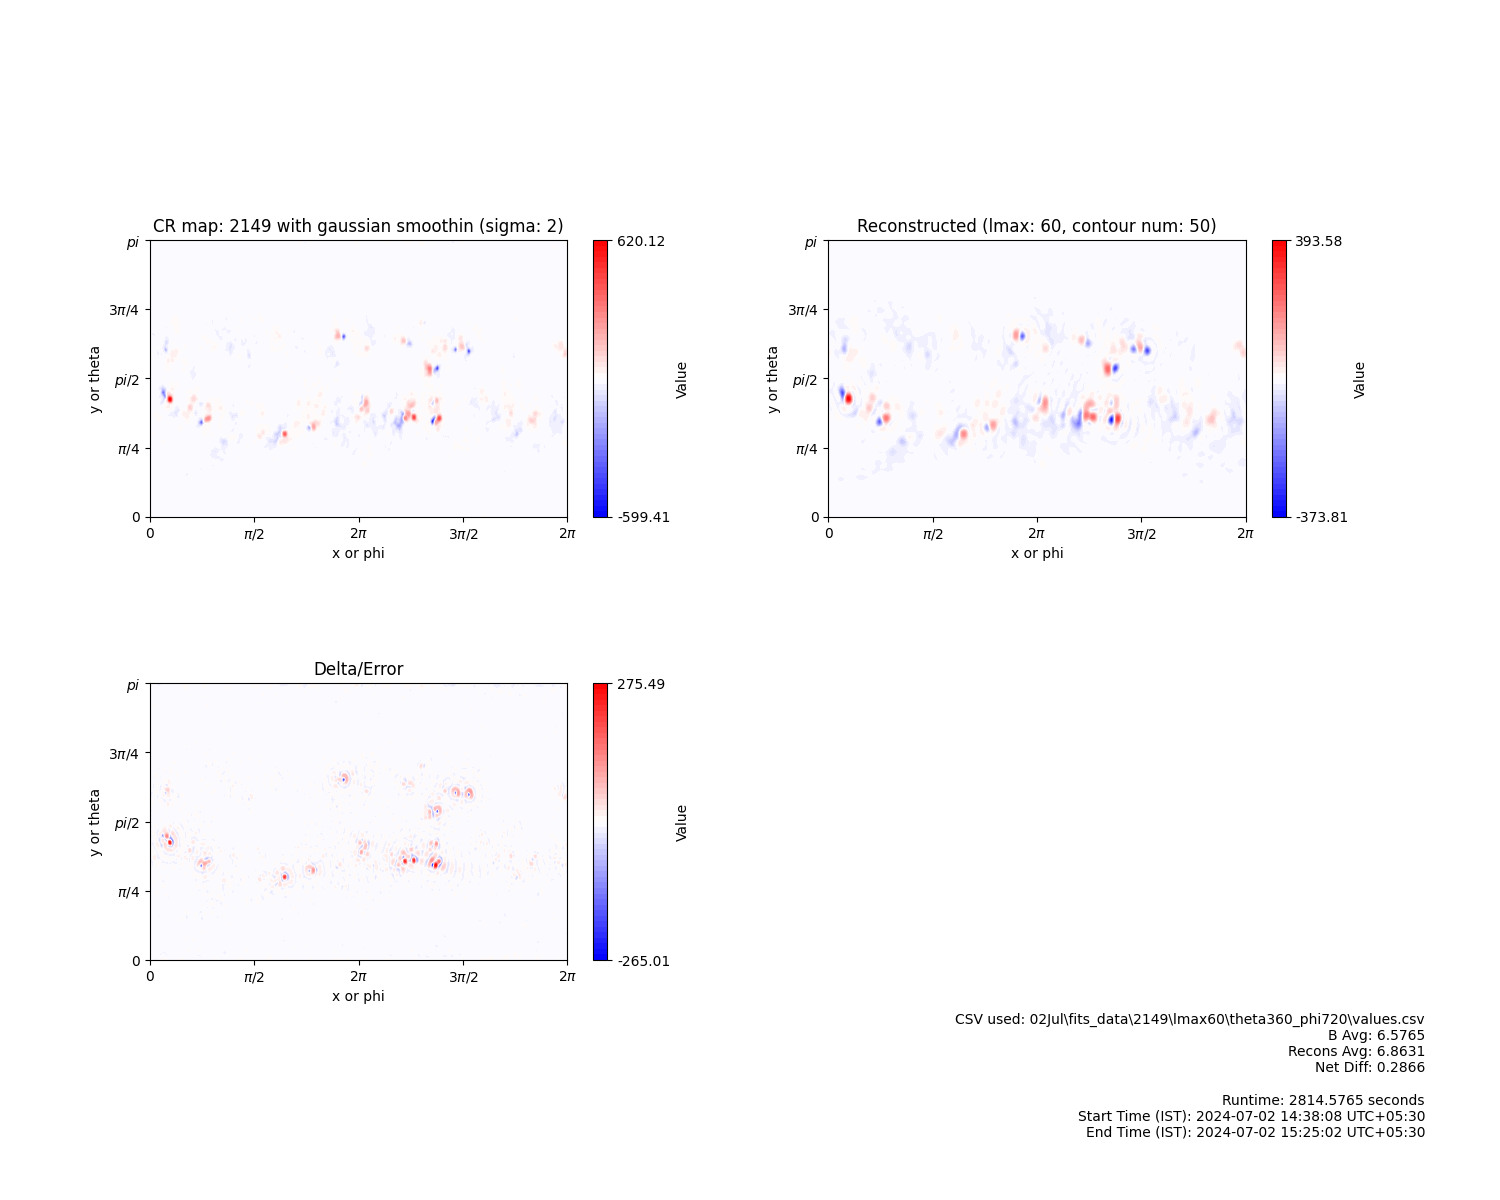 CR map: 2149 with gaussian smoothin (sigma: 2)
pi
3π/4
pi/2
π/4
0
y or theta
0
π/2
2π
3π/2
2π
x or phi
620.12
-599.41
Value
Reconstructed (lmax: 60, contour num: 50)
pi
3π/4
pi/2
π/4
0
y or theta
0
π/2
2π
3π/2
2π
x or phi
393.58
-373.81
Value
Delta/Error
pi
3π/4
pi/2
π/4
0
y or theta
0
π/2
2π
3π/2
2π
x or phi
275.49
-265.01
Value
CSV used: 02Jul\fits_data\2149\lmax60\theta360_phi720\values.csv
B Avg: 6.5765
Recons Avg: 6.8631
Net Diff: 0.2866
Runtime: 2814.5765 seconds
Start Time (IST): 2024-07-02 14:38:08 UTC+05:30
End Time (IST): 2024-07-02 15:25:02 UTC+05:30